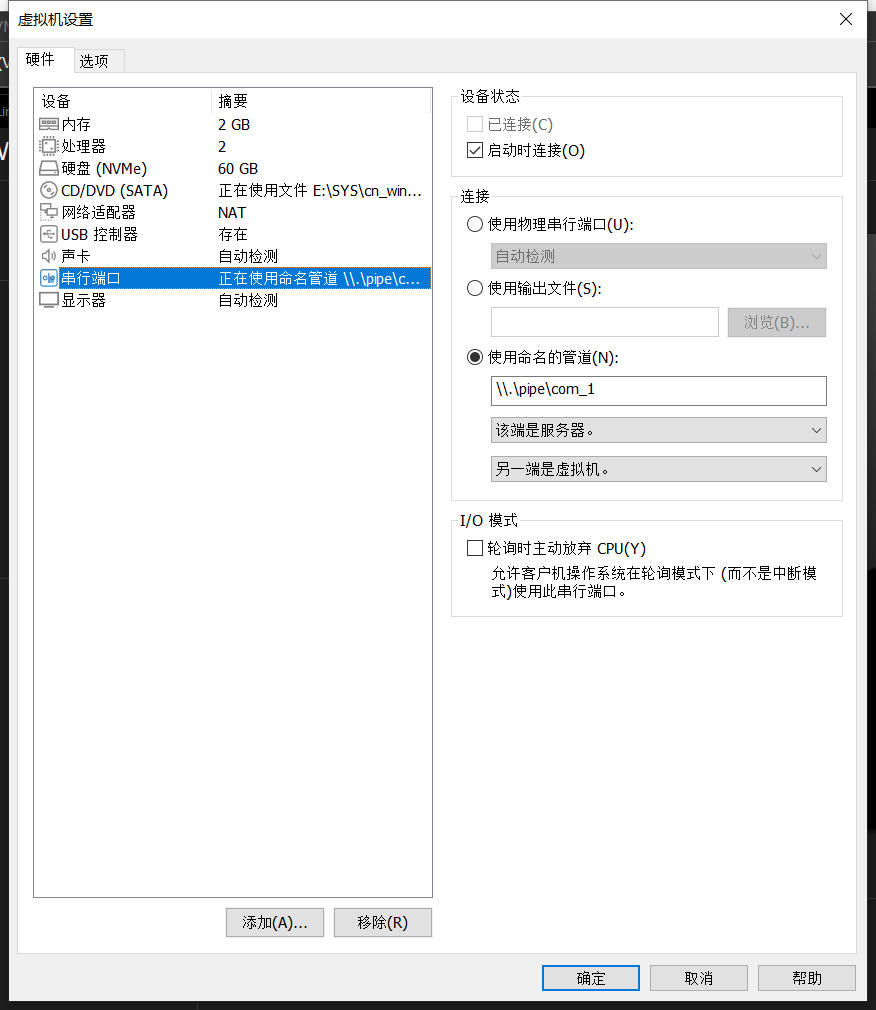 虚拟机设置
硬件 选项
设备 摘要
内存 2 GB
处理器 2
硬盘 (NVMe) 60 GB
CD/DVD (SATA) 正在使用文件 E:\SYS\cn_win...
网络适配器 NAT
USB 控制器 存在
声卡 自动检测
串行端口 正在使用命名管道 \\.\pipe\c...
显示器 自动检测
添加(A)... 移除(R)
设备状态
已连接(C)
启动时连接(O)
连接
使用物理串行端口(U):
自动检测
使用输出文件(S):
浏览(B)...
使用命名的管道(N):
\\.\pipe\com_1
该端是服务器。
另一端是虚拟机。
I/O 模式
轮询时主动放弃 CPU(Y)
允许客户机操作系统在轮询模式下 (而不是中断模
式)使用此串行端口。
确定 取消 帮助